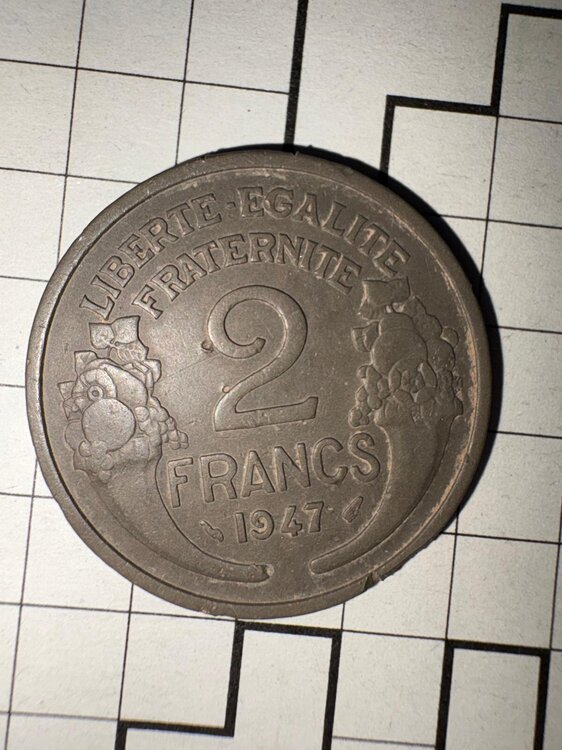 LIBERTE-EGALITE
FRATERNITE
2
FRANCS
1947